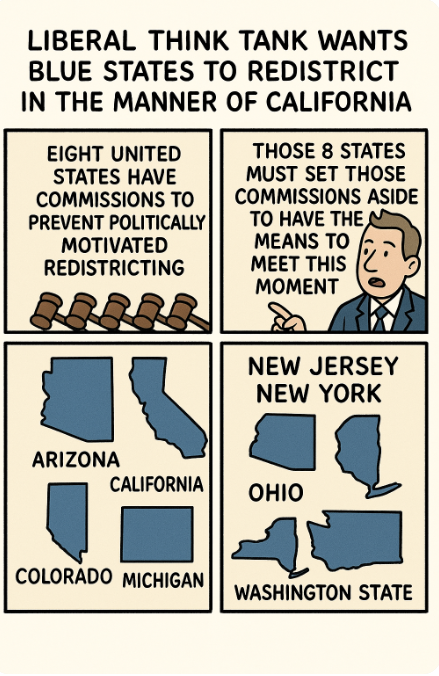 LIBERAL THINK TANK WANTS
BLUE STATES TO REDISTRICT
IN THE MANNER OF CALIFORNIA
EIGHT UNITED
STATES HAVE
COMMISSIONS TO
PREVENT POLITICALLY
MOTIVATED
REDISTRICTING
THOSE 8 STATES
MUST SET THOSE
COMMISSIONS ASIDE
TO HAVE THE
MEANS TO
MEET THIS
MOMENT
ARIZONA
CALIFORNIA
COLORADO
MICHIGAN
NEW JERSEY
NEW YORK
OHIO
WASHINGTON STATE